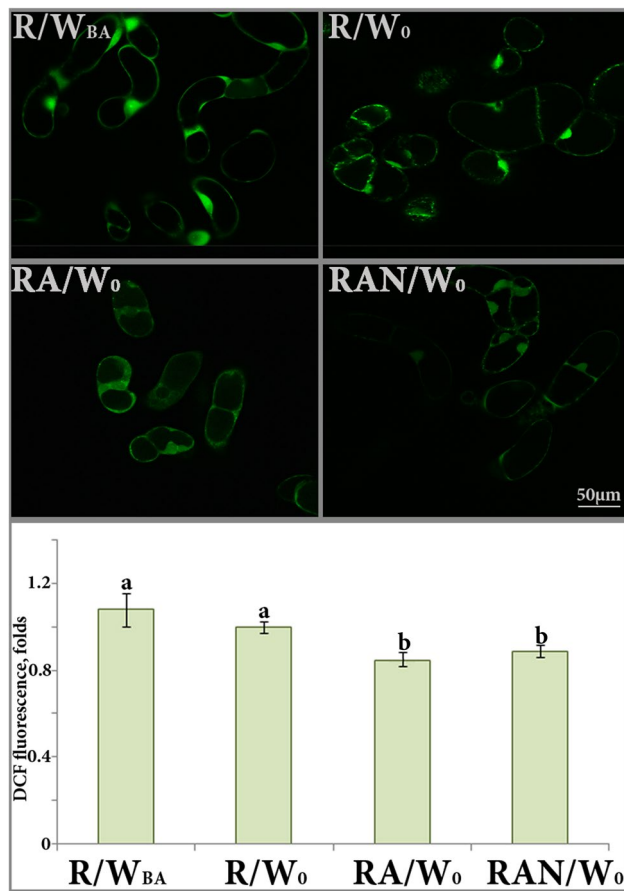 R/WBA
R/W0
RA/W0
RAN/W0
50µm
DCF fluorescence, folds
1.2
0.8
0.4
0
a
a
b
b
R/WBA
R/W0
RA/W0
RAN/W0